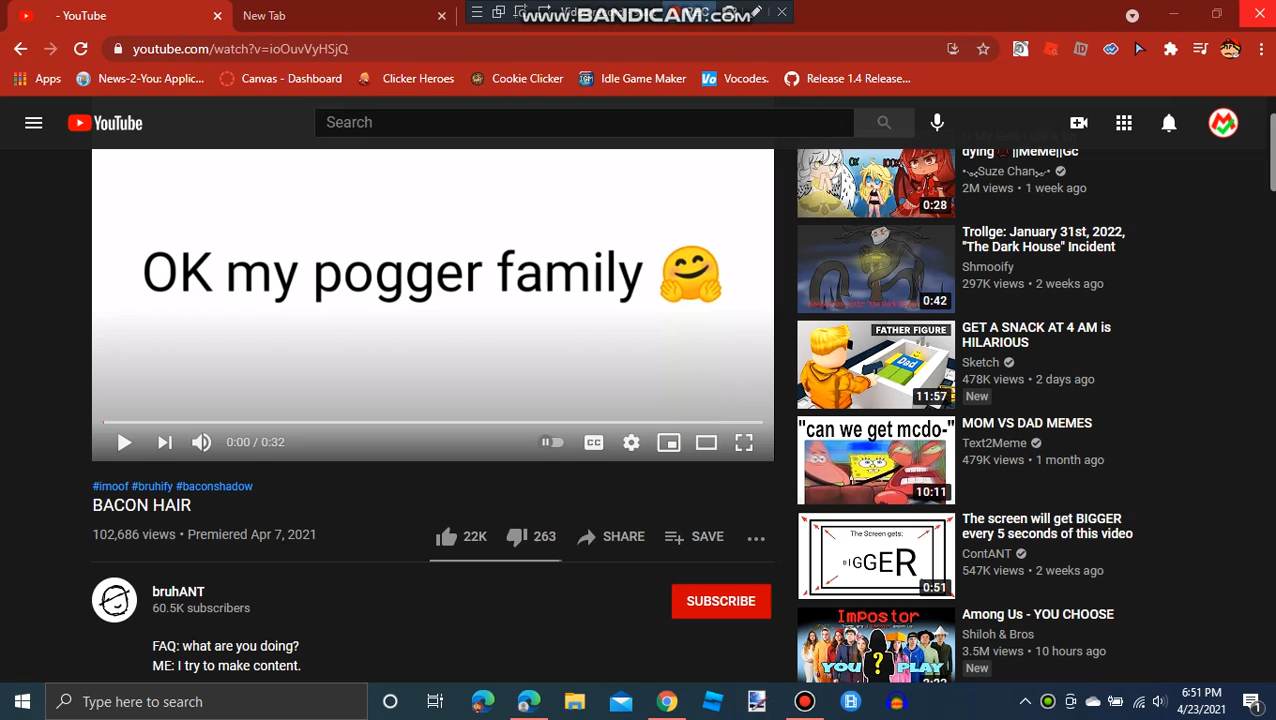 - YouTube
New Tab
www.BANDICAM.com
youtube.com/watch?v=ioOuvVyHSjQ
Apps
News-2-You: Applic...
Canvas - Dashboard
Clicker Heroes
Cookie Clicker
Idle Game Maker
Vo
Vocodes.
Release 1.4 Release...
YouTube
Search
OK my pogger family 🤗
0:00 / 0:32
CC
#imoof #bruhify #baconshadow
BACON HAIR
102,686 views • Premiered Apr 7, 2021
22K
263
SHARE
SAVE
bruhANT
60.5K subscribers
SUBSCRIBE
FAQ: what are you doing?
ME: I try to make content.
dying ||MeMe||Gc
Suze Chan
2M views • 1 week ago
0:28
Trollge: January 31st, 2022,
"The Dark House" Incident
Shmooify
297K views • 2 weeks ago
0:42
FATHER FIGURE
Dad
11:57
GET A SNACK AT 4 AM is
HILARIOUS
Sketch
478K views • 2 days ago
New
"can we get mcdo-"
10:11
MOM VS DAD MEMES
Text2Meme
479K views • 1 month ago
The Screen gets:
BIGGER
0:51
The screen will get BIGGER
every 5 seconds of this video
ContANT
547K views • 2 weeks ago
Impostor
YOU ? PLAY
Among Us - YOU CHOOSE
Shiloh & Bros
3.5M views • 10 hours ago
New
Type here to search
6:51 PM
4/23/2021
1